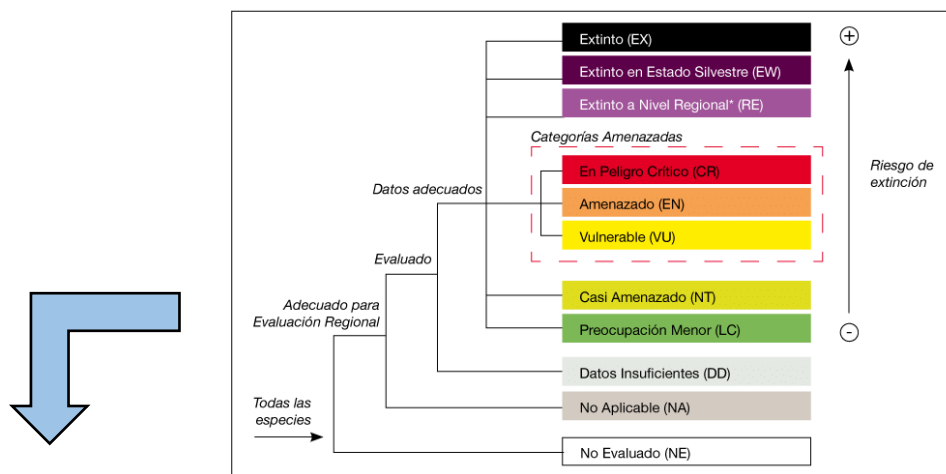 Extinto (EX)
Extinto en Estado Silvestre (EW)
Extinto a Nivel Regional* (RE)
Categorías Amenazadas
En Peligro Crítico (CR)
Riesgo de
extinción
Datos adecuados
Amenazado (EN)
Vulnerable (VU)
Evaluado
Casi Amenazado (NT)
Adecuado para
Evaluación Regional
Preocupación Menor (LC)
Datos Insuficientes (DD)
Todas las
especies
No Aplicable (NA)
No Evaluado (NE)